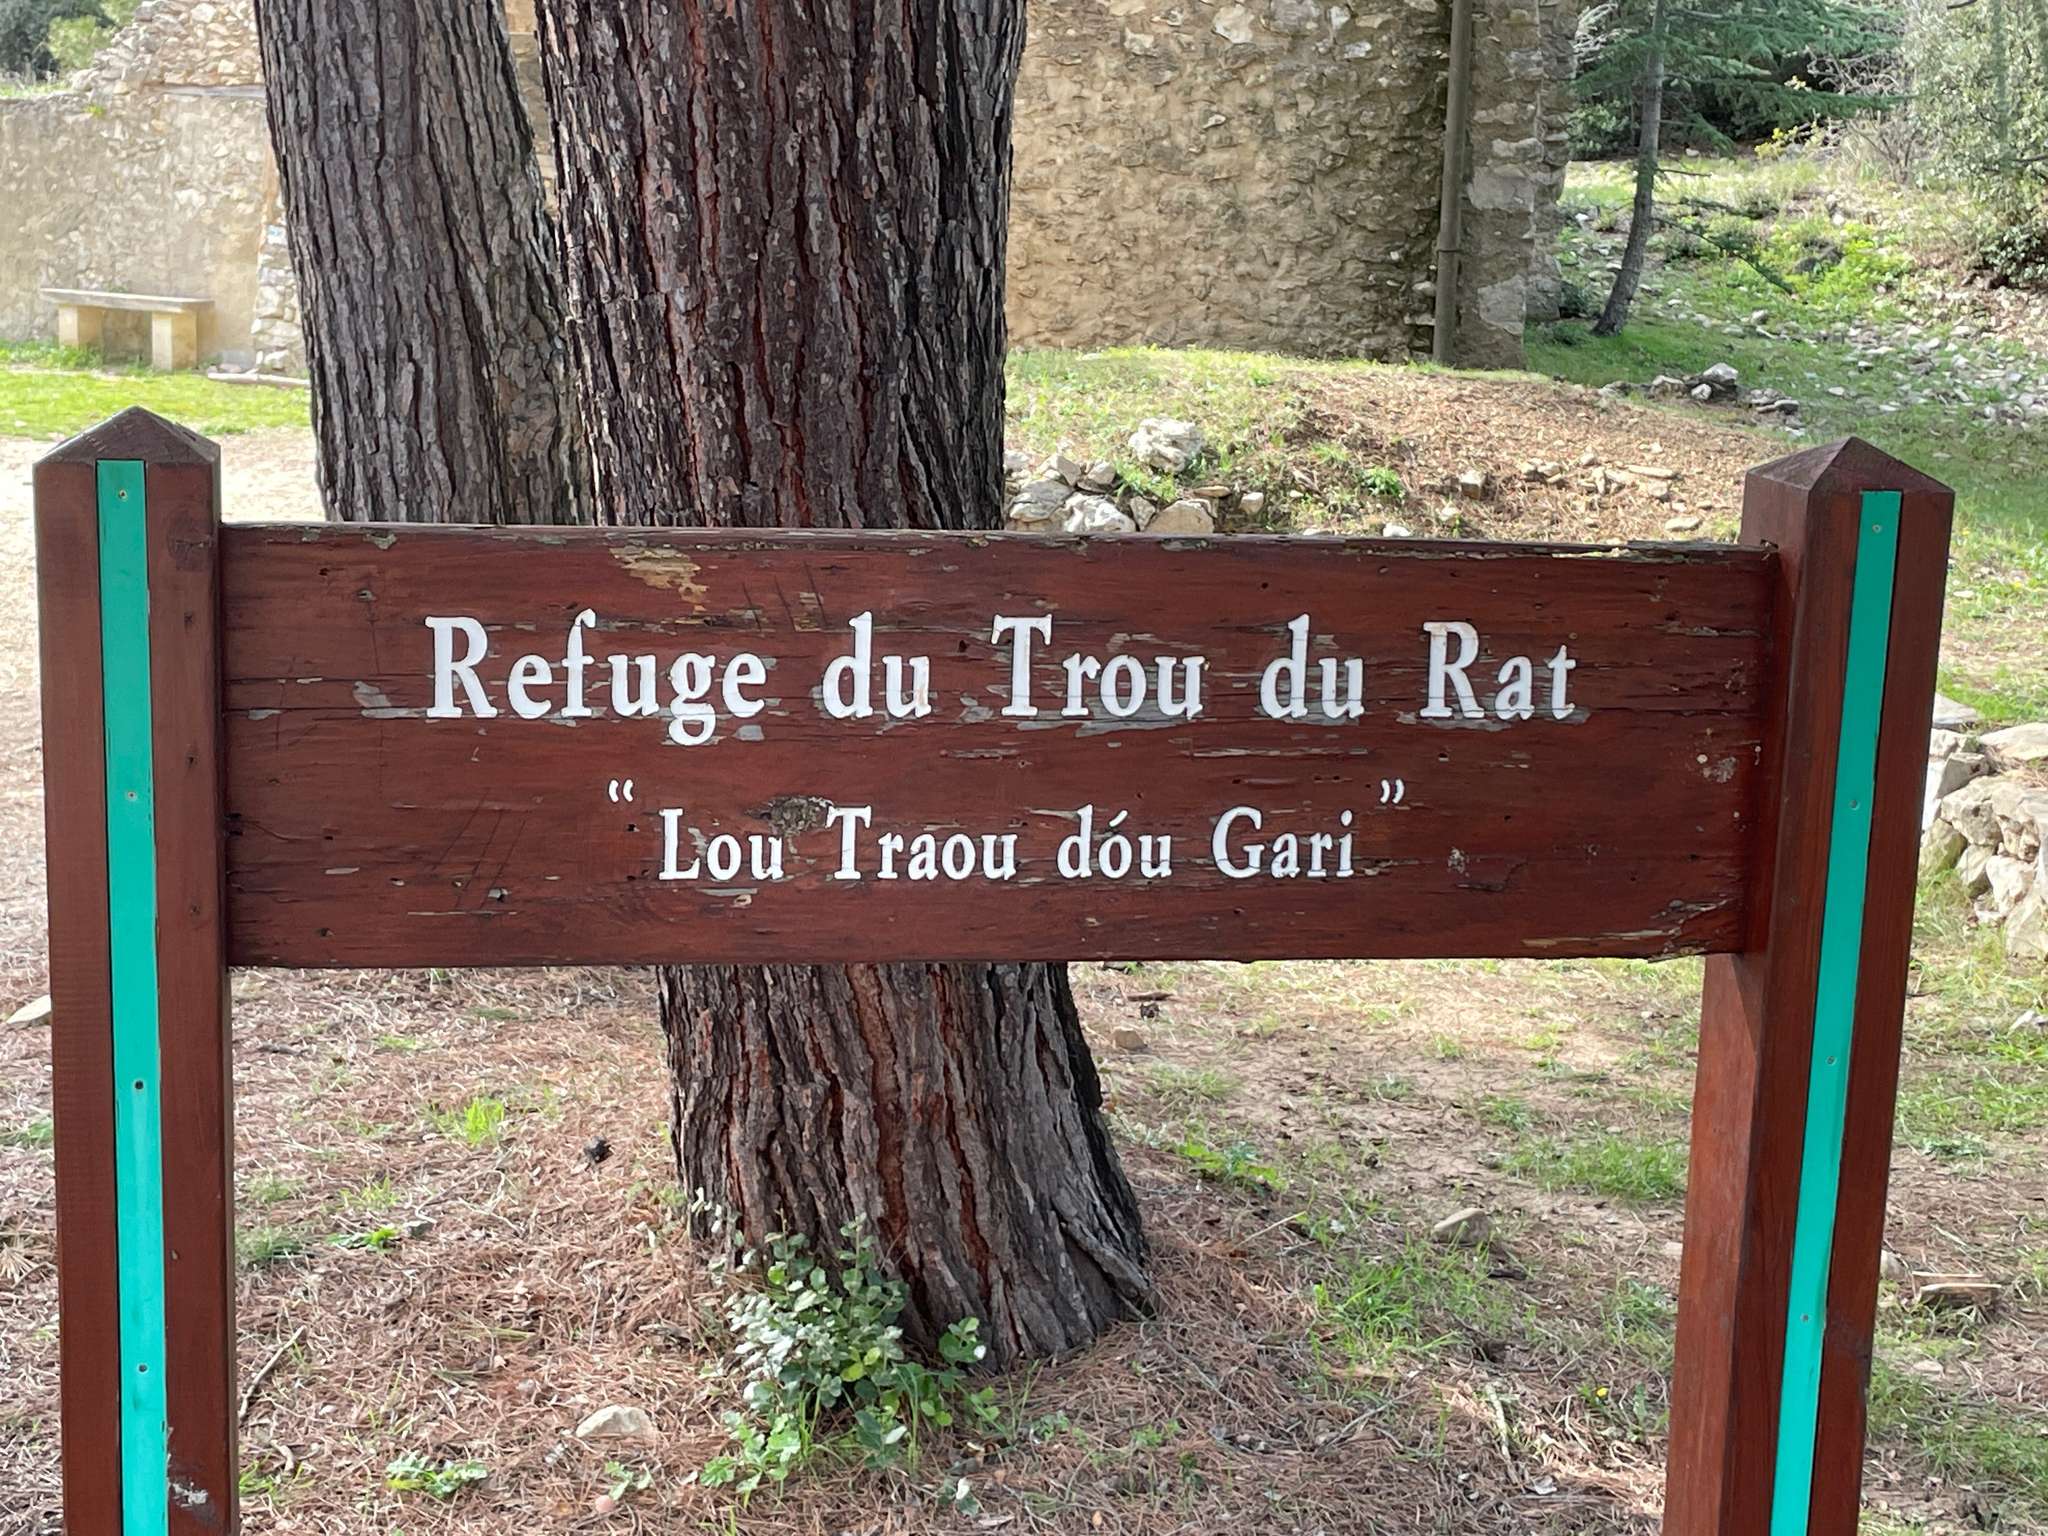 Refuge du Trou du Rat
“Lou Traou dóu Gari”